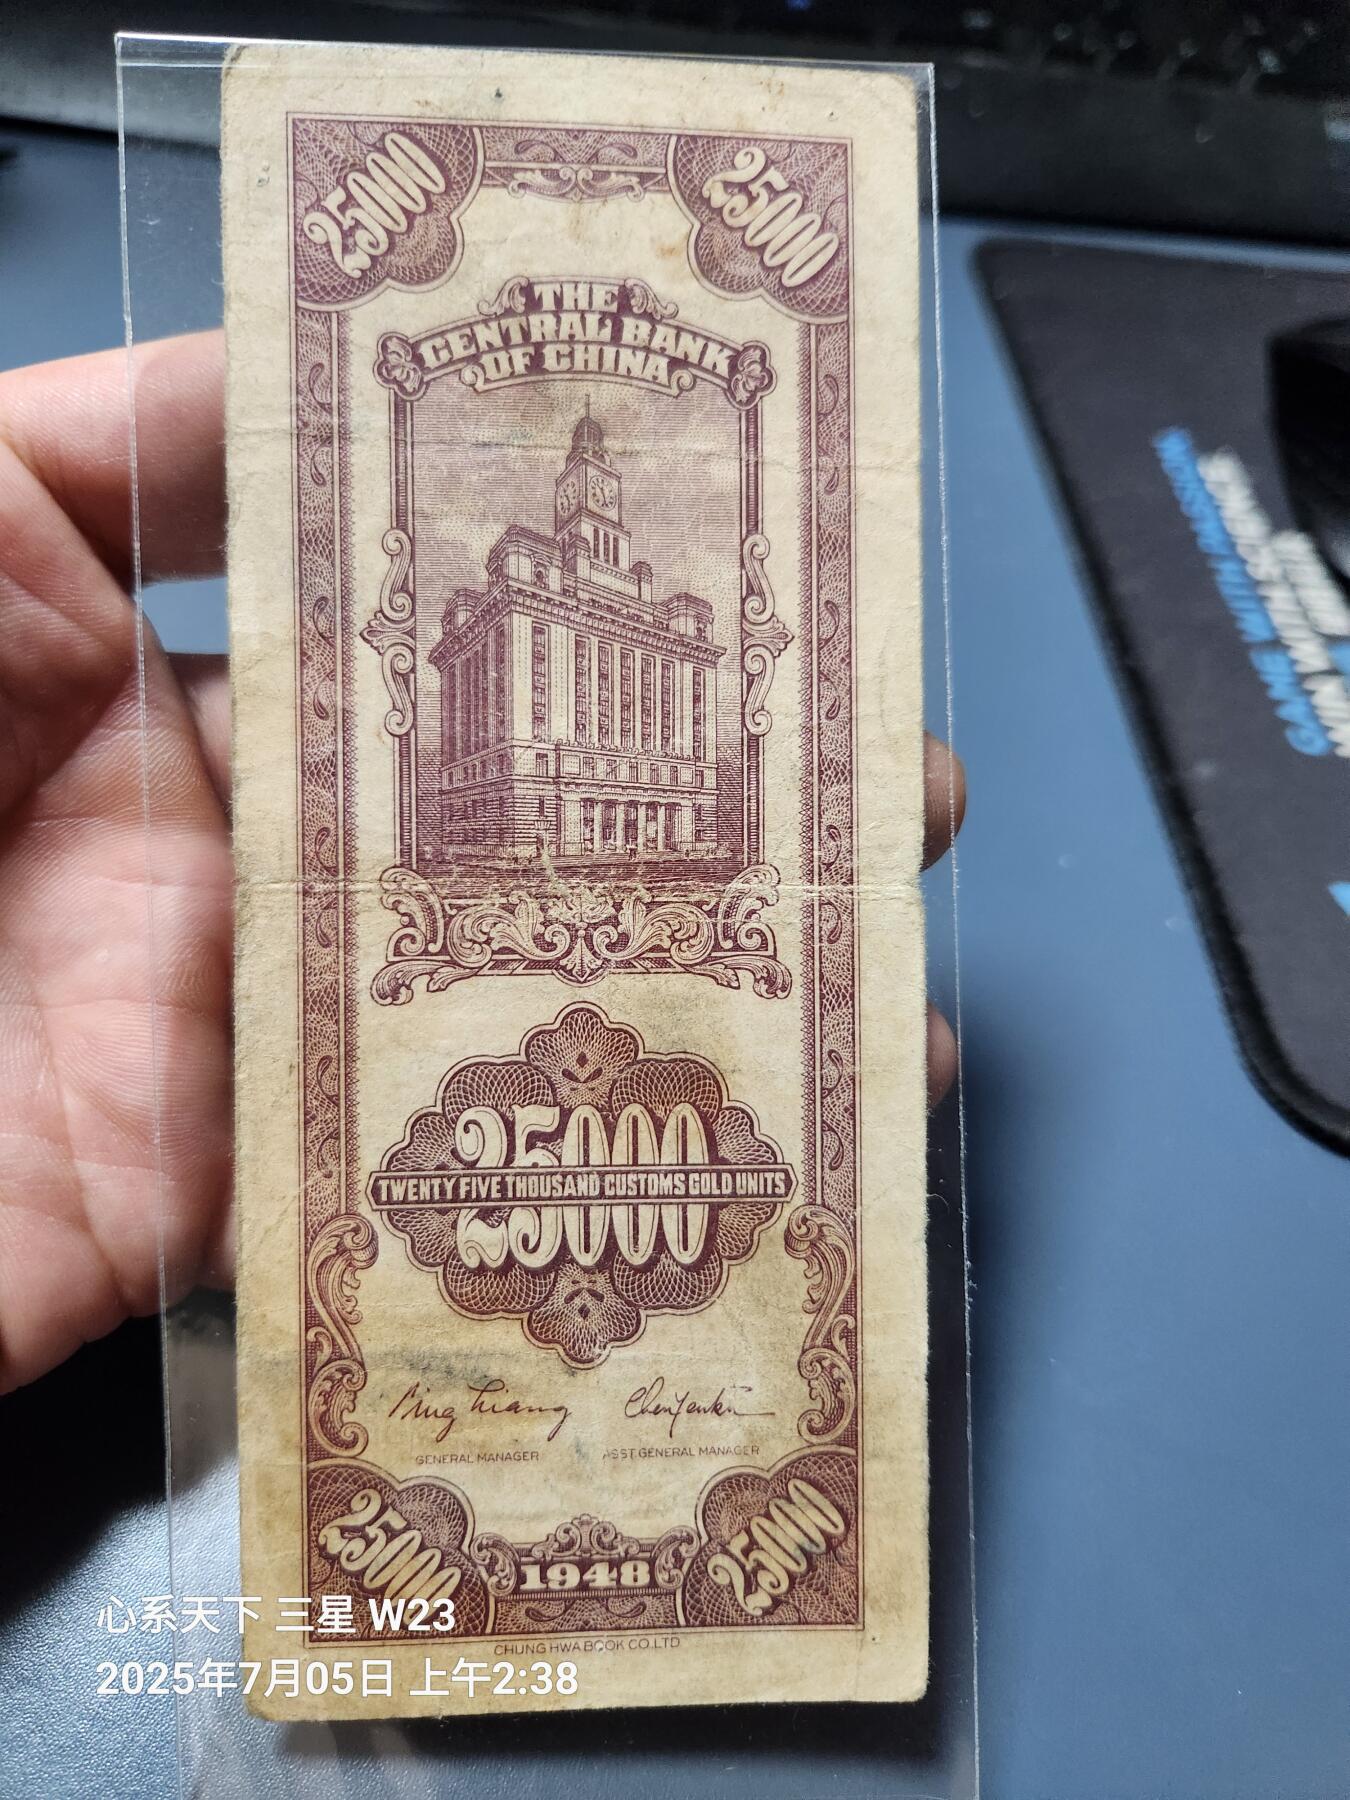 25000
25000
THE
CENTRAL BANK
OF CHINA
25000
TWENTY FIVE THOUSAND CUSTOMS GOLD UNITS
GENERAL MANAGER
ASST GENERAL MANAGER
25000
25000
1948
CHUNG HWA BOOK CO. LTD
GAME WITH PASSION
心系天下 三星 W23
2025年7月05日 上午2:38